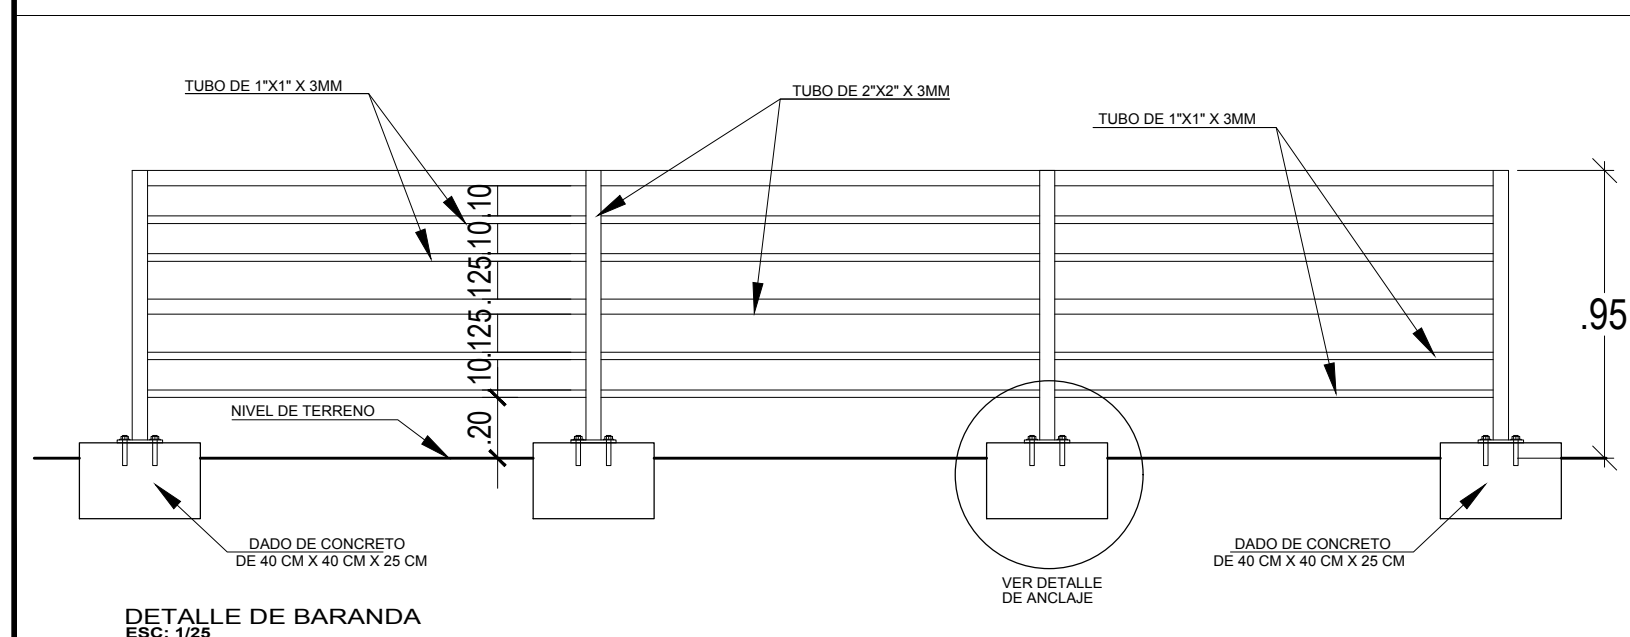 TUBO DE 1"X1" X 3MM
TUBO DE 2"X2" X 3MM
TUBO DE 1"X1" X 3MM
.10
.10
.125
.125
.10
.20
.95
NIVEL DE TERRENO
DADO DE CONCRETO
DE 40 CM X 40 CM X 25 CM
DADO DE CONCRETO
DE 40 CM X 40 CM X 25 CM
VER DETALLE
DE ANCLAJE
DETALLE DE BARANDA
ESC: 1/25